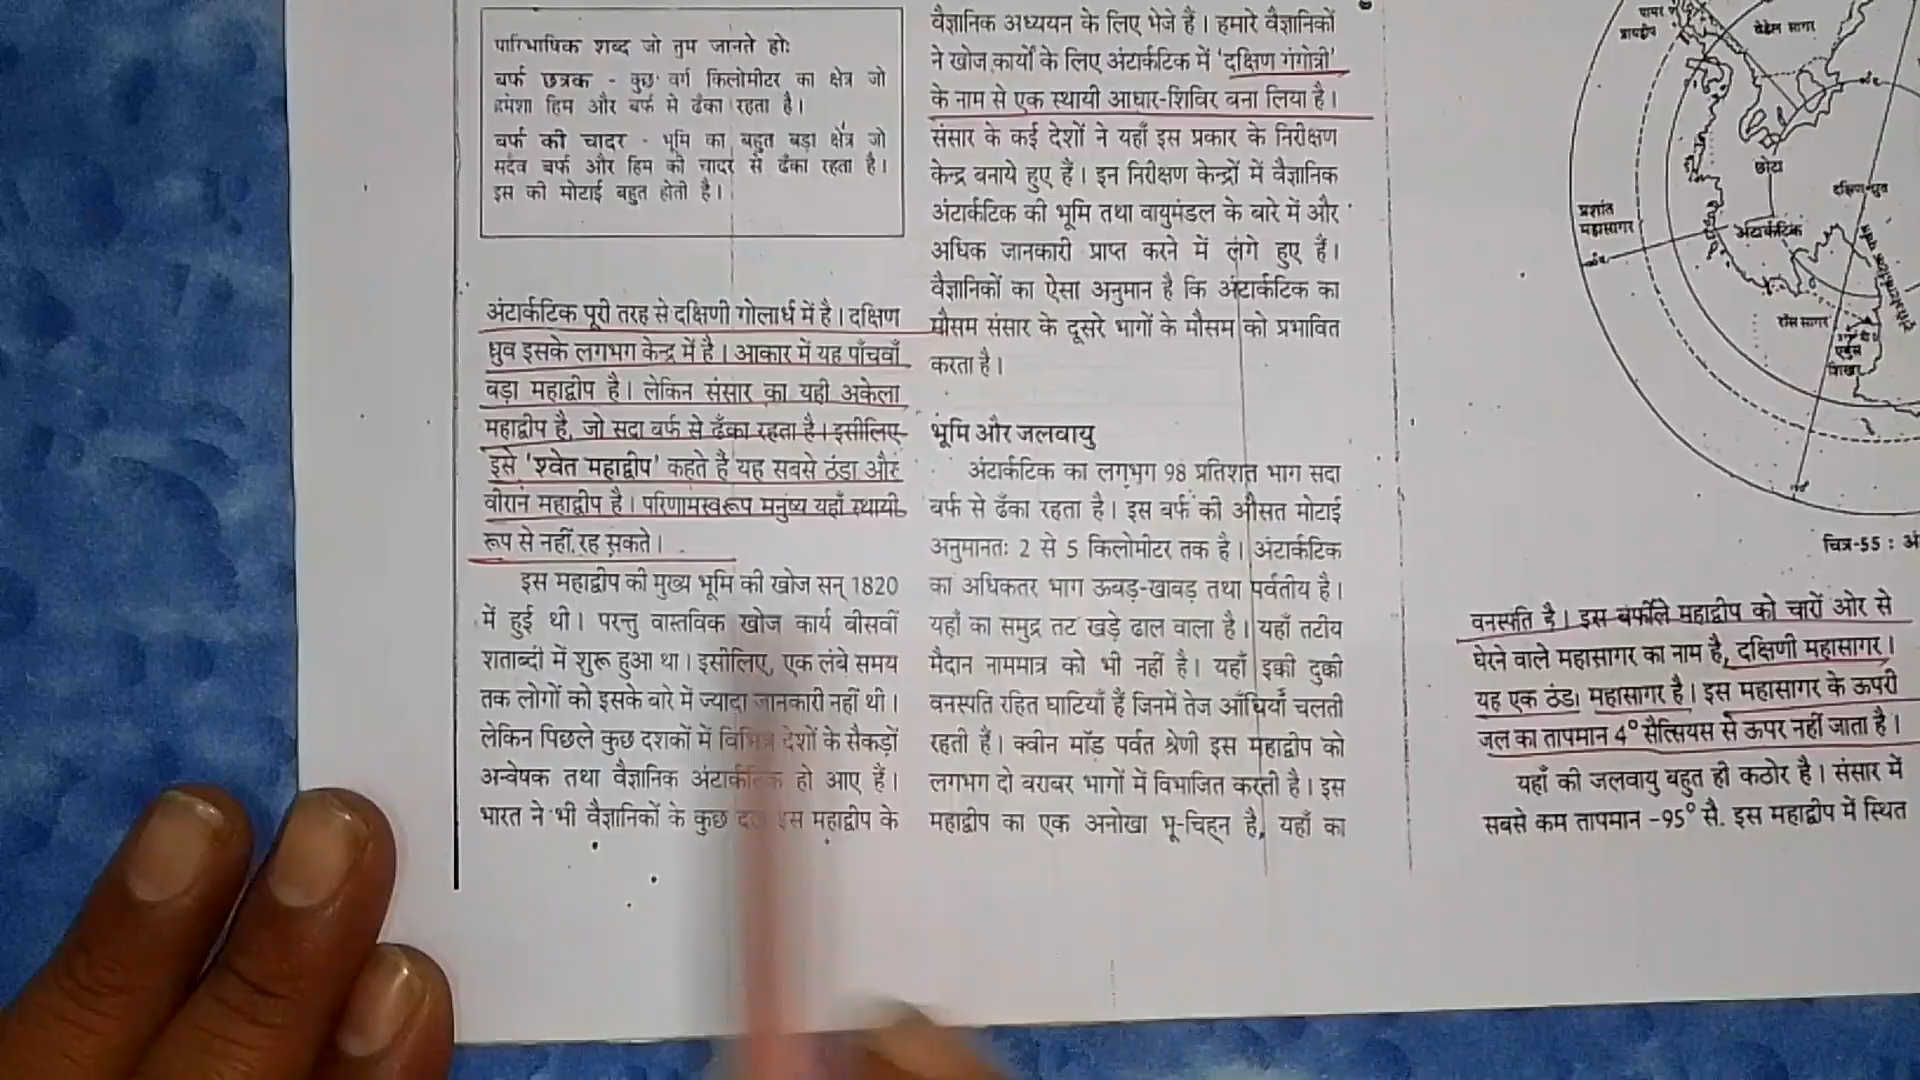 पारिभाषिक शब्द जो तुम जानते हो:
बर्फ छत्रक - कुछ वर्ग किलोमीटर का क्षेत्र जो
हमेशा हिम और बर्फ से ढँका रहता है।
बर्फ की चादर - भूमि का बहुत बड़ा क्षेत्र जो
सदैव बर्फ और हिम की चादर से ढँका रहता है।
इस की मोटाई बहुत होती है।
अंटार्कटिक पूरी तरह से दक्षिणी गोलार्ध में है। दक्षिण
ध्रुव इसके लगभग केन्द्र में है। आकार में यह पाँचवाँ
बड़ा महाद्वीप है। लेकिन संसार का यही अकेला
महाद्वीप है, जो सदा बर्फ से ढँका रहता है। इसीलिए
इसे 'श्वेत महाद्वीप' कहते हैं यह सबसे ठंडा और
वीरान महाद्वीप है। परिणामस्वरूप मनुष्य यहाँ स्थायी
रूप से नहीं रह सकते।
इस महाद्वीप की मुख्य भूमि की खोज सन् 1820
में हुई थी। परन्तु वास्तविक खोज कार्य बीसवीं
शताब्दी में शुरू हुआ था। इसीलिए, एक लंबे समय
तक लोगों को इसके बारे में ज्यादा जानकारी नहीं थी।
लेकिन पिछले कुछ दशकों में विभिन्न देशों के सैकड़ों
अन्वेषक तथा वैज्ञानिक अंटार्कटिक हो आए हैं।
भारत ने भी वैज्ञानिकों के कुछ दल इस महाद्वीप के
वैज्ञानिक अध्ययन के लिए भेजे हैं। हमारे वैज्ञानिकों
ने खोज कार्यों के लिए अंटार्कटिक में 'दक्षिण गंगोत्री'
के नाम से एक स्थायी आधार-शिविर बना लिया है।
संसार के कई देशों ने यहाँ इस प्रकार के निरीक्षण
केन्द्र बनाये हुए हैं। इन निरीक्षण केन्द्रों में वैज्ञानिक
अंटार्कटिक की भूमि तथा वायुमंडल के बारे में और
अधिक जानकारी प्राप्त करने में लगे हुए हैं।
वैज्ञानिकों का ऐसा अनुमान है कि अंटार्कटिक का
मौसम संसार के दूसरे भागों के मौसम को प्रभावित
करता है।
भूमि और जलवायु
अंटार्कटिक का लगभग 98 प्रतिशत भाग सदा
बर्फ से ढँका रहता है। इस बर्फ की औसत मोटाई
अनुमानतः 2 से 5 किलोमीटर तक है। अंटार्कटिक
का अधिकतर भाग ऊबड़-खाबड़ तथा पर्वतीय है।
यहाँ का समुद्र तट खड़े ढाल वाला है। यहाँ तटीय
मैदान नाममात्र को भी नहीं है। यहाँ इक्की दुक्की
वनस्पति रहित घाटियाँ हैं जिनमें तेज आँधियाँ चलती
रहती हैं। क्वीन मॉड पर्वत श्रेणी इस महाद्वीप को
लगभग दो बराबर भागों में विभाजित करती है। इस
महाद्वीप का एक अनोखा भू-चिह्न है, यहाँ का
वेडेल सागर
प्रशांत
महासागर
छोटा
अंटार्कटिक
दक्षिण ध्रुव
रॉस सागर
चित्र-55 : अं
वनस्पति है। इस बर्फीले महाद्वीप को चारों ओर से
घेरने वाले महासागर का नाम है, दक्षिणी महासागर।
यह एक ठंडा महासागर है। इस महासागर के ऊपरी
जल का तापमान 4° सैल्सियस से ऊपर नहीं जाता है।
यहाँ की जलवायु बहुत ही कठोर है। संसार में
सबसे कम तापमान -95° सै. इस महाद्वीप में स्थित